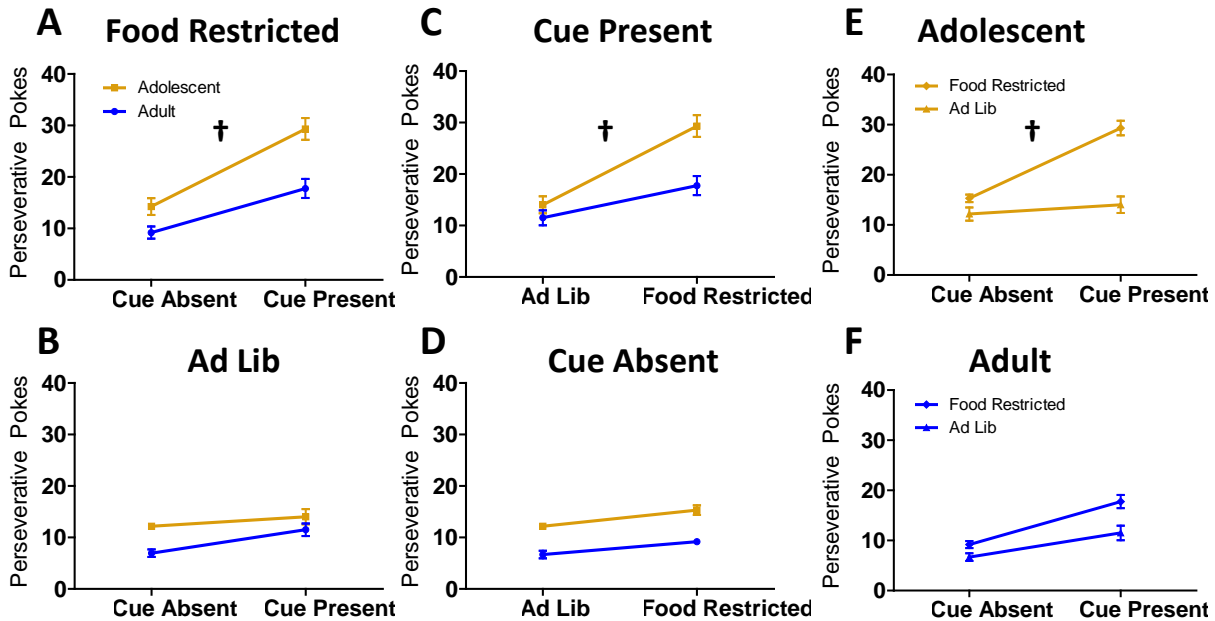 A Food Restricted
Perseverative Pokes
40
30
20
10
0
Adolescent
Adult
†
Cue Absent Cue Present
C Cue Present
Perseverative Pokes
40
30
20
10
0
†
Ad Lib Food Restricted
E Adolescent
Perseverative Pokes
40
30
20
10
0
Food Restricted
Ad Lib
†
Cue Absent Cue Present
B Ad Lib
Perseverative Pokes
40
30
20
10
0
Cue Absent Cue Present
D Cue Absent
Perseverative Pokes
40
30
20
10
0
Ad Lib Food Restricted
F Adult
Perseverative Pokes
40
30
20
10
0
Food Restricted
Ad Lib
Cue Absent Cue Present